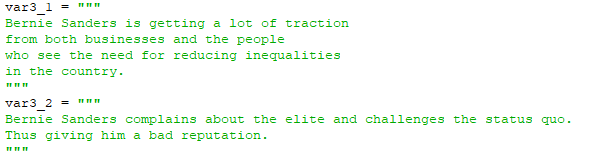 var3_1 = """
Bernie Sanders is getting a lot of traction
from both businesses and the people
who see the need for reducing inequalities
in the country.
"""
var3_2 = """
Bernie Sanders complains about the elite and challenges the status quo.
Thus giving him a bad reputation.
"""